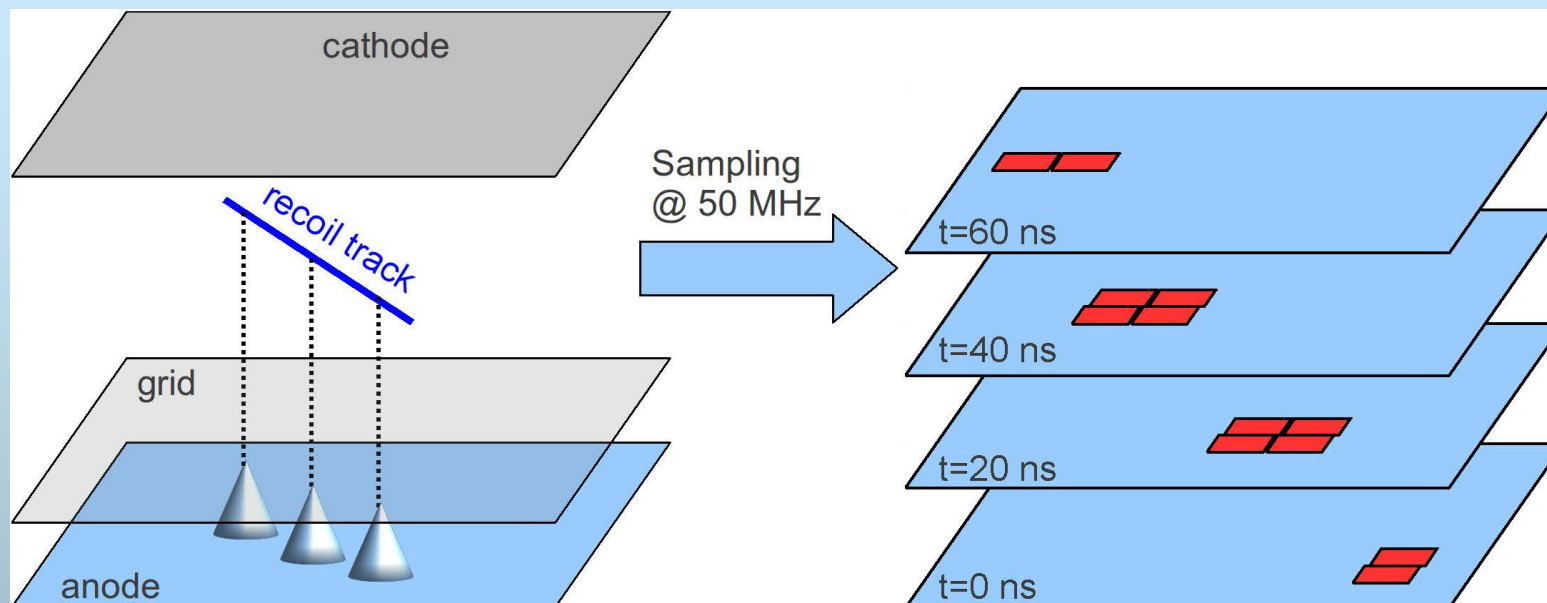 cathode
recoil track
grid
anode
Sampling
@ 50 MHz
t=60 ns
t=40 ns
t=20 ns
t=0 ns